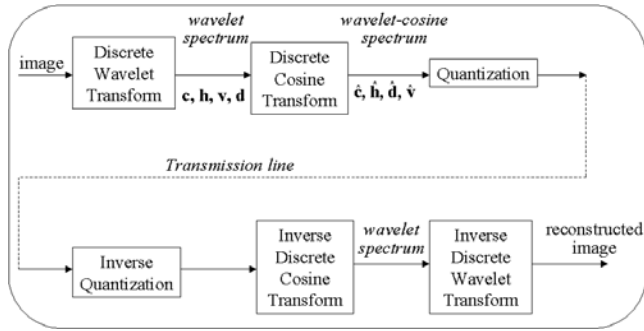 image
Discrete
Wavelet
Transform
wavelet
spectrum
c, h, v, d
Discrete
Cosine
Transform
wavelet-cosine
spectrum
ĉ, ĥ, d̂, v̂
Quantization
Transmission line
Inverse
Quantization
Inverse
Discrete
Cosine
Transform
wavelet
spectrum
Inverse
Discrete
Wavelet
Transform
reconstructed
image